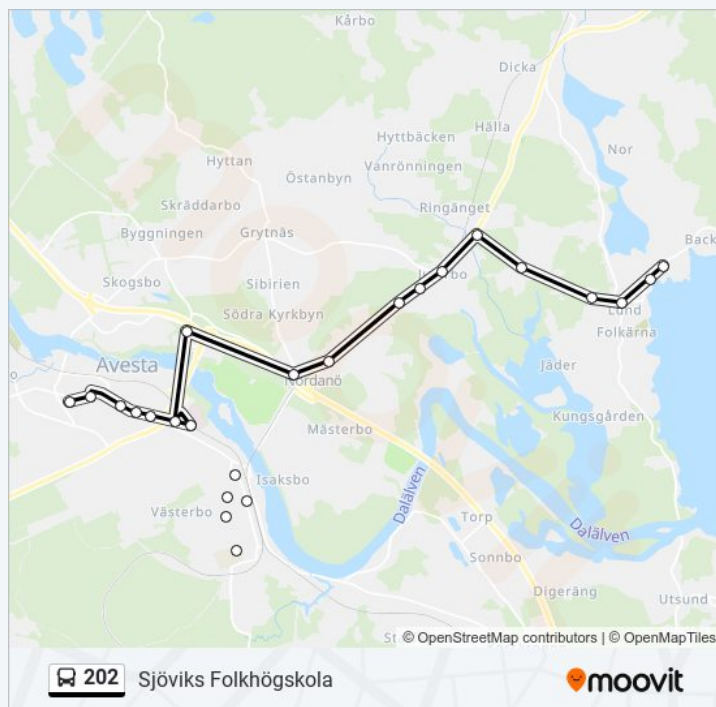 Kårbo
Dicka
Hyttbäcken
Hälla
Vanrönningen
Nor
Hyttan
Östanbyn
Skräddarbo
Ringänget
Byggningen
Grytnäs
Back
Skogsbo
Sibirien
Södra Kyrkbyn
Lund
Folkärna
Avesta
Nordanö
Jäder
Kungsgården
Mästerbo
Isaksbo
Västerbo
Dalälven
Torp
Dalälven
Sonnbo
Digeräng
Utsund
© OpenStreetMap contributors | © OpenMapTiles
202 Sjöviks Folkhögskola
moovit